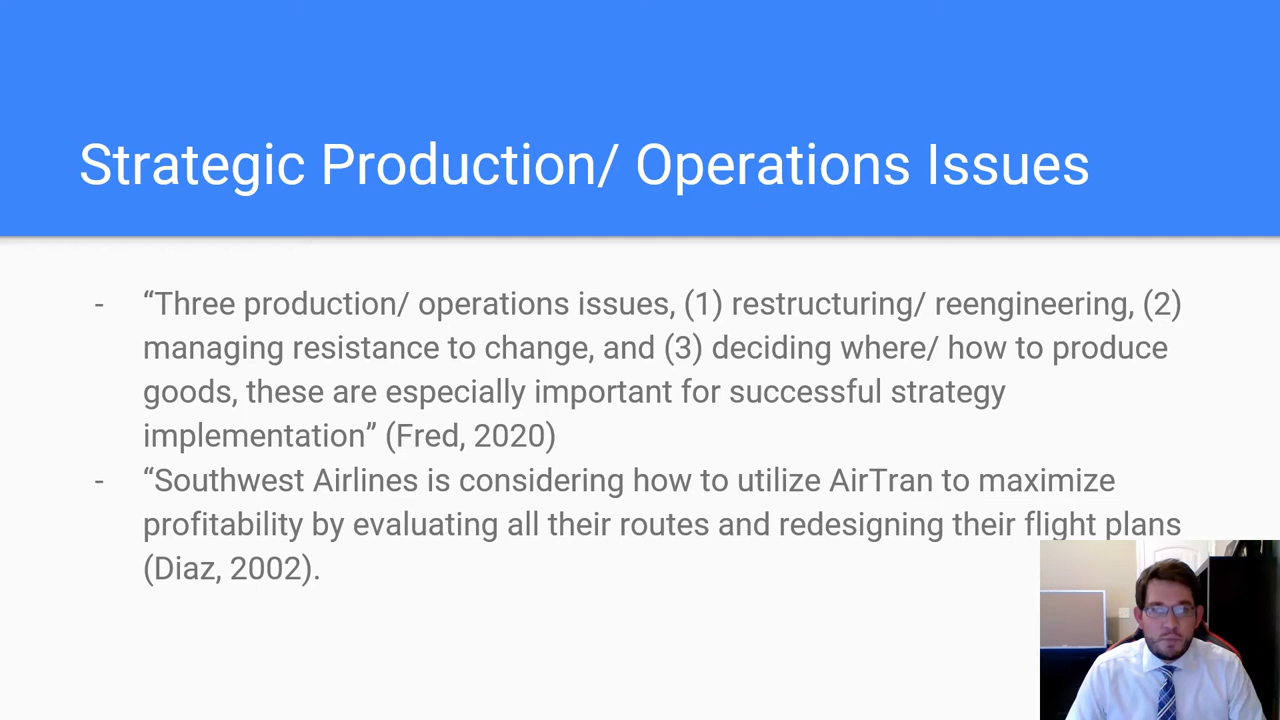 Strategic Production/ Operations Issues
- “Three production/ operations issues, (1) restructuring/ reengineering, (2)
managing resistance to change, and (3) deciding where/ how to produce
goods, these are especially important for successful strategy
implementation” (Fred, 2020)
- “Southwest Airlines is considering how to utilize AirTran to maximize
profitability by evaluating all their routes and redesigning their flight plans
(Diaz, 2002).